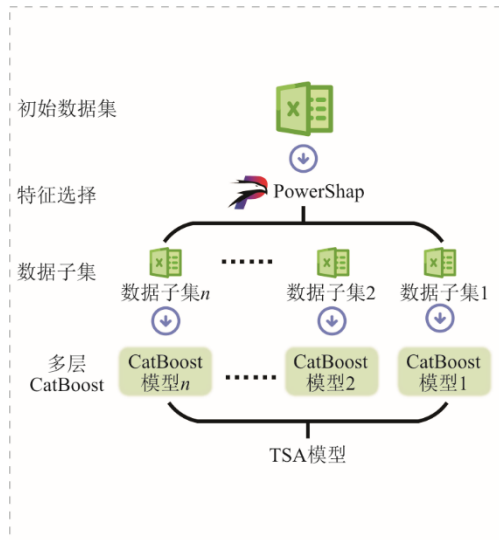 初始数据集
特征选择
PowerShap
数据子集
……
数据子集n
数据子集2
数据子集1
多层
CatBoost
CatBoost
模型n
……
CatBoost
模型2
CatBoost
模型1
TSA模型